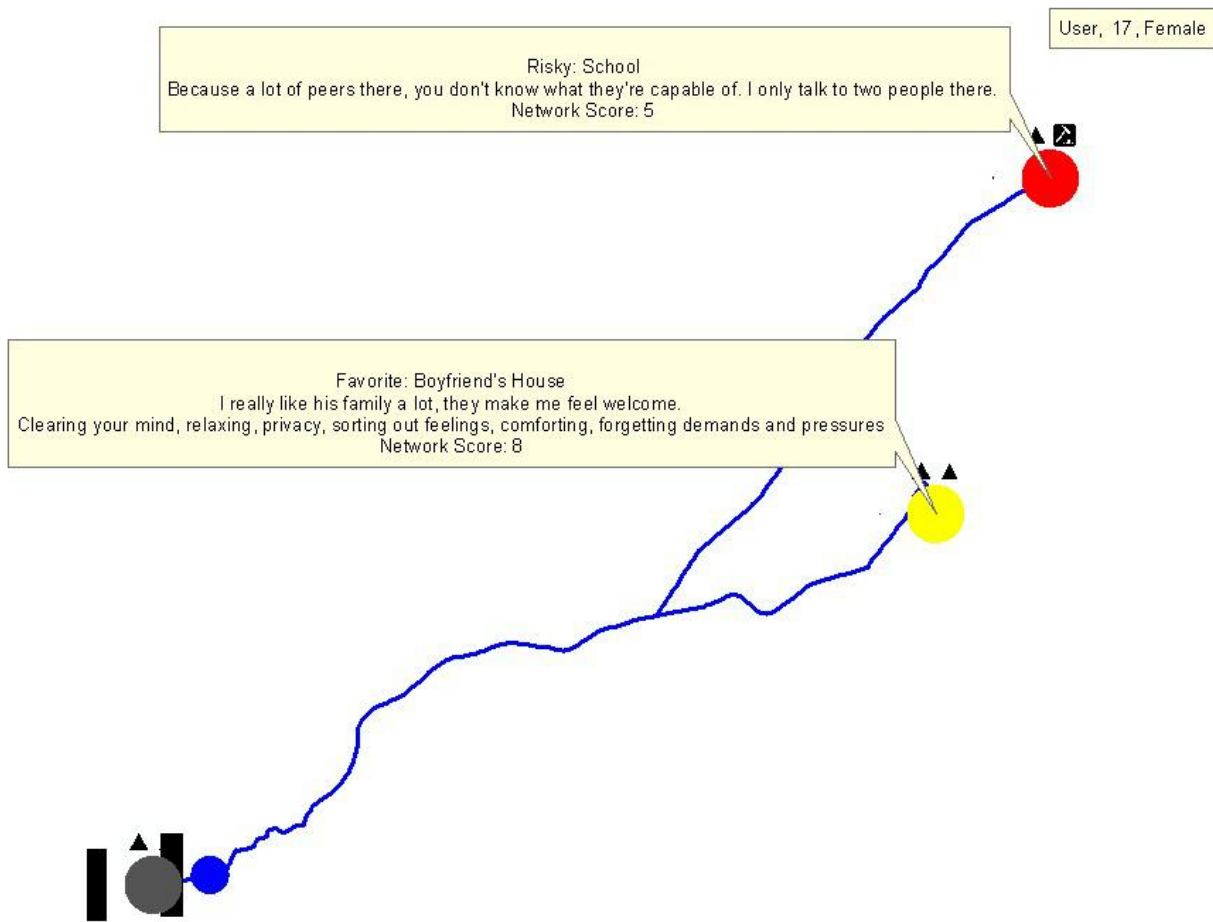 User, 17, Female
Risky: School
Because a lot of peers there, you don't know what they're capable of. I only talk to two people there.
Network Score: 5
Favorite: Boyfriend's House
I really like his family a lot, they make me feel welcome.
Clearing your mind, relaxing, privacy, sorting out feelings, comforting, forgetting demands and pressures
Network Score: 8